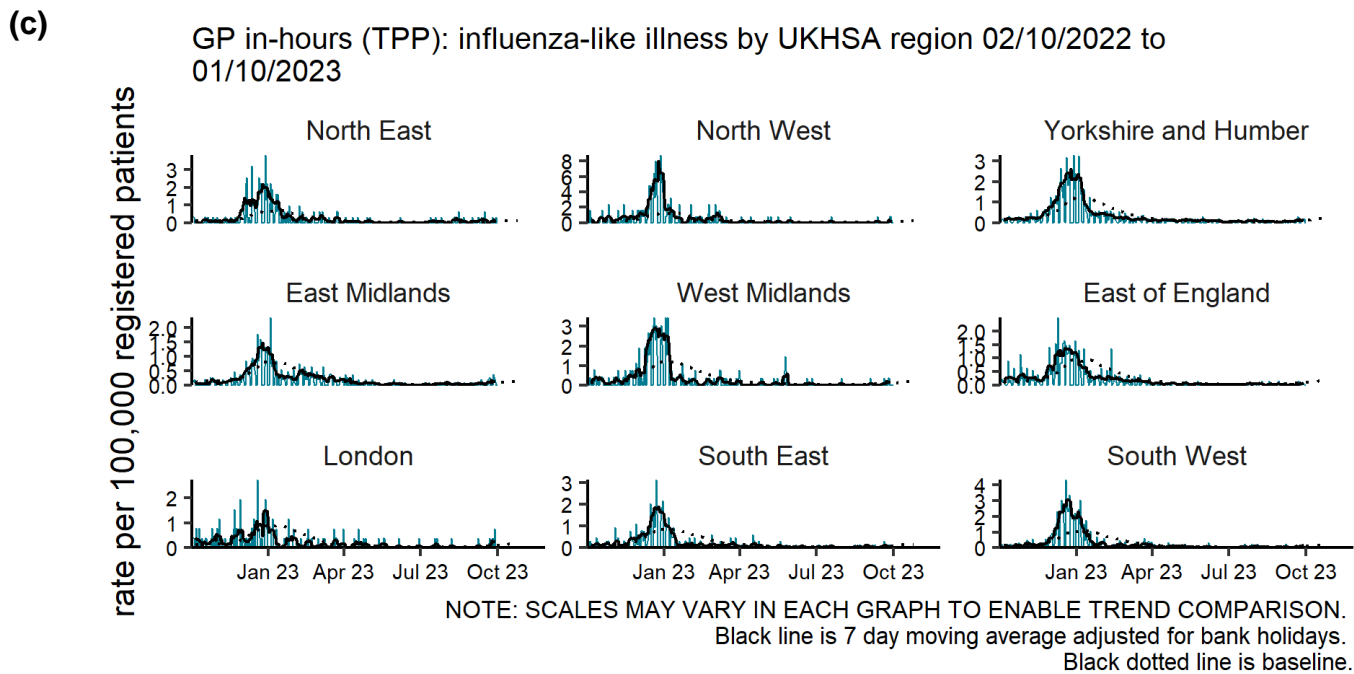 (c)
GP in-hours (TPP): influenza-like illness by UKHSA region 02/10/2022 to
01/10/2023
rate per 100,000 registered patients
North East
3
2
1
0
North West
8
6
4
2
0
Yorkshire and Humber
3
2
1
0
East Midlands
2.0
1.5
1.0
0.5
0.0
West Midlands
3
2
1
0
East of England
2.0
1.5
1.0
0.5
0.0
London
2
1
0
Jan 23 Apr 23 Jul 23 Oct 23
South East
3
2
1
0
Jan 23 Apr 23 Jul 23 Oct 23
South West
4
3
2
1
0
Jan 23 Apr 23 Jul 23 Oct 23
NOTE: SCALES MAY VARY IN EACH GRAPH TO ENABLE TREND COMPARISON.
Black line is 7 day moving average adjusted for bank holidays.
Black dotted line is baseline.